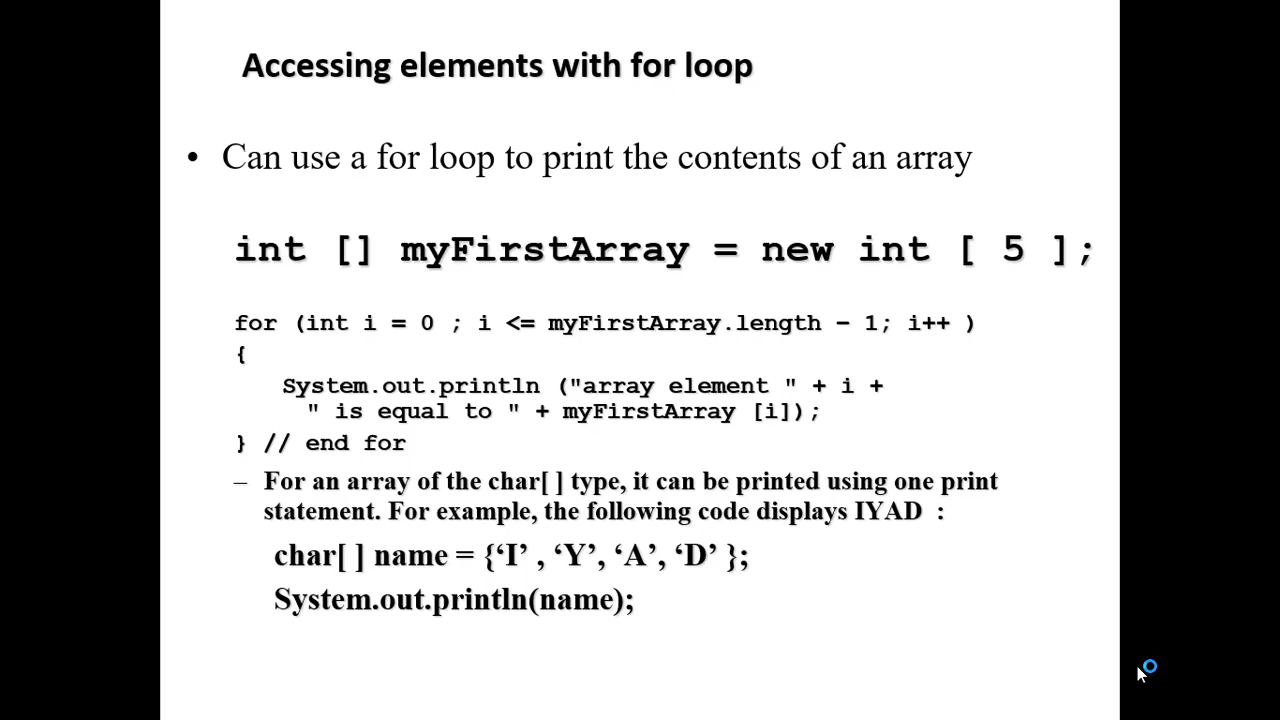 Accessing elements with for loop
• Can use a for loop to print the contents of an array
int [] myFirstArray = new int [ 5 ];
for (int i = 0 ; i <= myFirstArray.length – 1; i++ )
{
System.out.println ("array element " + i +
" is equal to " + myFirstArray [i]);
} // end for
– For an array of the char[ ] type, it can be printed using one print
statement. For example, the following code displays IYAD :
char[ ] name = {‘I’ , ‘Y’, ‘A’, ‘D’ };
System.out.println(name);